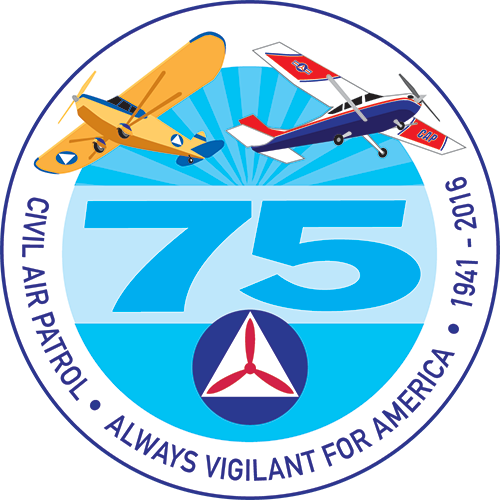 CAP
75
CIVIL AIR PATROL • ALWAYS VIGILANT FOR AMERICA • 1941 - 2016